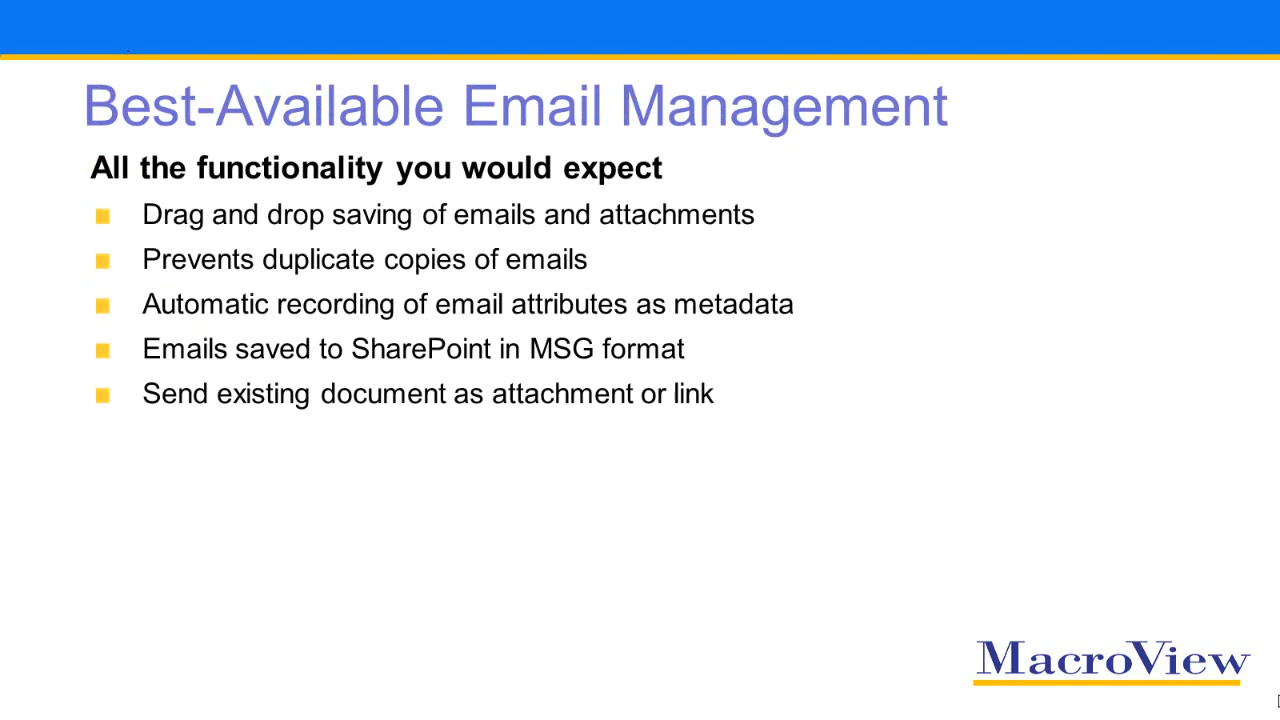 Best-Available Email Management
All the functionality you would expect
Drag and drop saving of emails and attachments
Prevents duplicate copies of emails
Automatic recording of email attributes as metadata
Emails saved to SharePoint in MSG format
Send existing document as attachment or link
MacroView